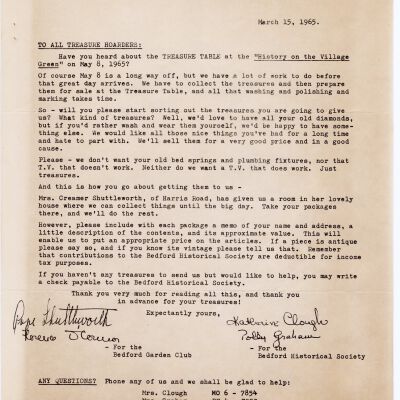 March 15, 1965.
TO ALL TREASURE HOARDERS:
Have you heard about the TREASURE TABLE at the "History on the Village
Green" on May 8, 1965?
Of course May 8 is a long way off, but we have a lot of work to do before
that great day arrives. We have to collect the treasures and then prepare
them for sale at the Treasure Table, and all that washing and polishing and
marking takes time.
So - will you please start sorting out the treasures you are going to give
us? What kind of treasures? Well, we'd love to have all your old diamonds,
but if you'd rather wash and wear them yourself, we'd be happy to have some-
thing else. We would like all those nice things you've had for a long time
and hate to part with. We'll sell them for a very good price and in a good
cause.
Please - we don't want your old bed springs and plumbing fixtures, nor that
T.V. that doesn't work. Neither do we want a T.V. that does work. Just
treasures.
And this is how you go about getting them to us -
Mrs. Creamer Shuttleworth, of Harris Road, has given us a room in her lovely
house where we can collect things until the big day. Take your packages
there, and we'll do the rest.
However, please include with each package a memo of your name and address, a
little description of the contents, and its approximate value. This will
enable us to put an appropriate price on the articles. If a piece is antique
please say so, and if you know its vintage please tell us that. Remember
that contributions to the Bedford Historical Society are deductible for income
tax purposes.
If you haven't any treasures to send us but would like to help, you may write
a check payable to the Bedford Historical Society.
Thank you very much for reading all this, and thank you
in advance for your treasures!
Expectantly yours,
Shuttleworth Katherine Clough
O'Connor Polly Graham
- For the - For the
Bedford Garden Club Bedford Historical Society
ANY QUESTIONS? Phone any of us and we shall be glad to help:
Mrs. Clough MO 6 - 7854